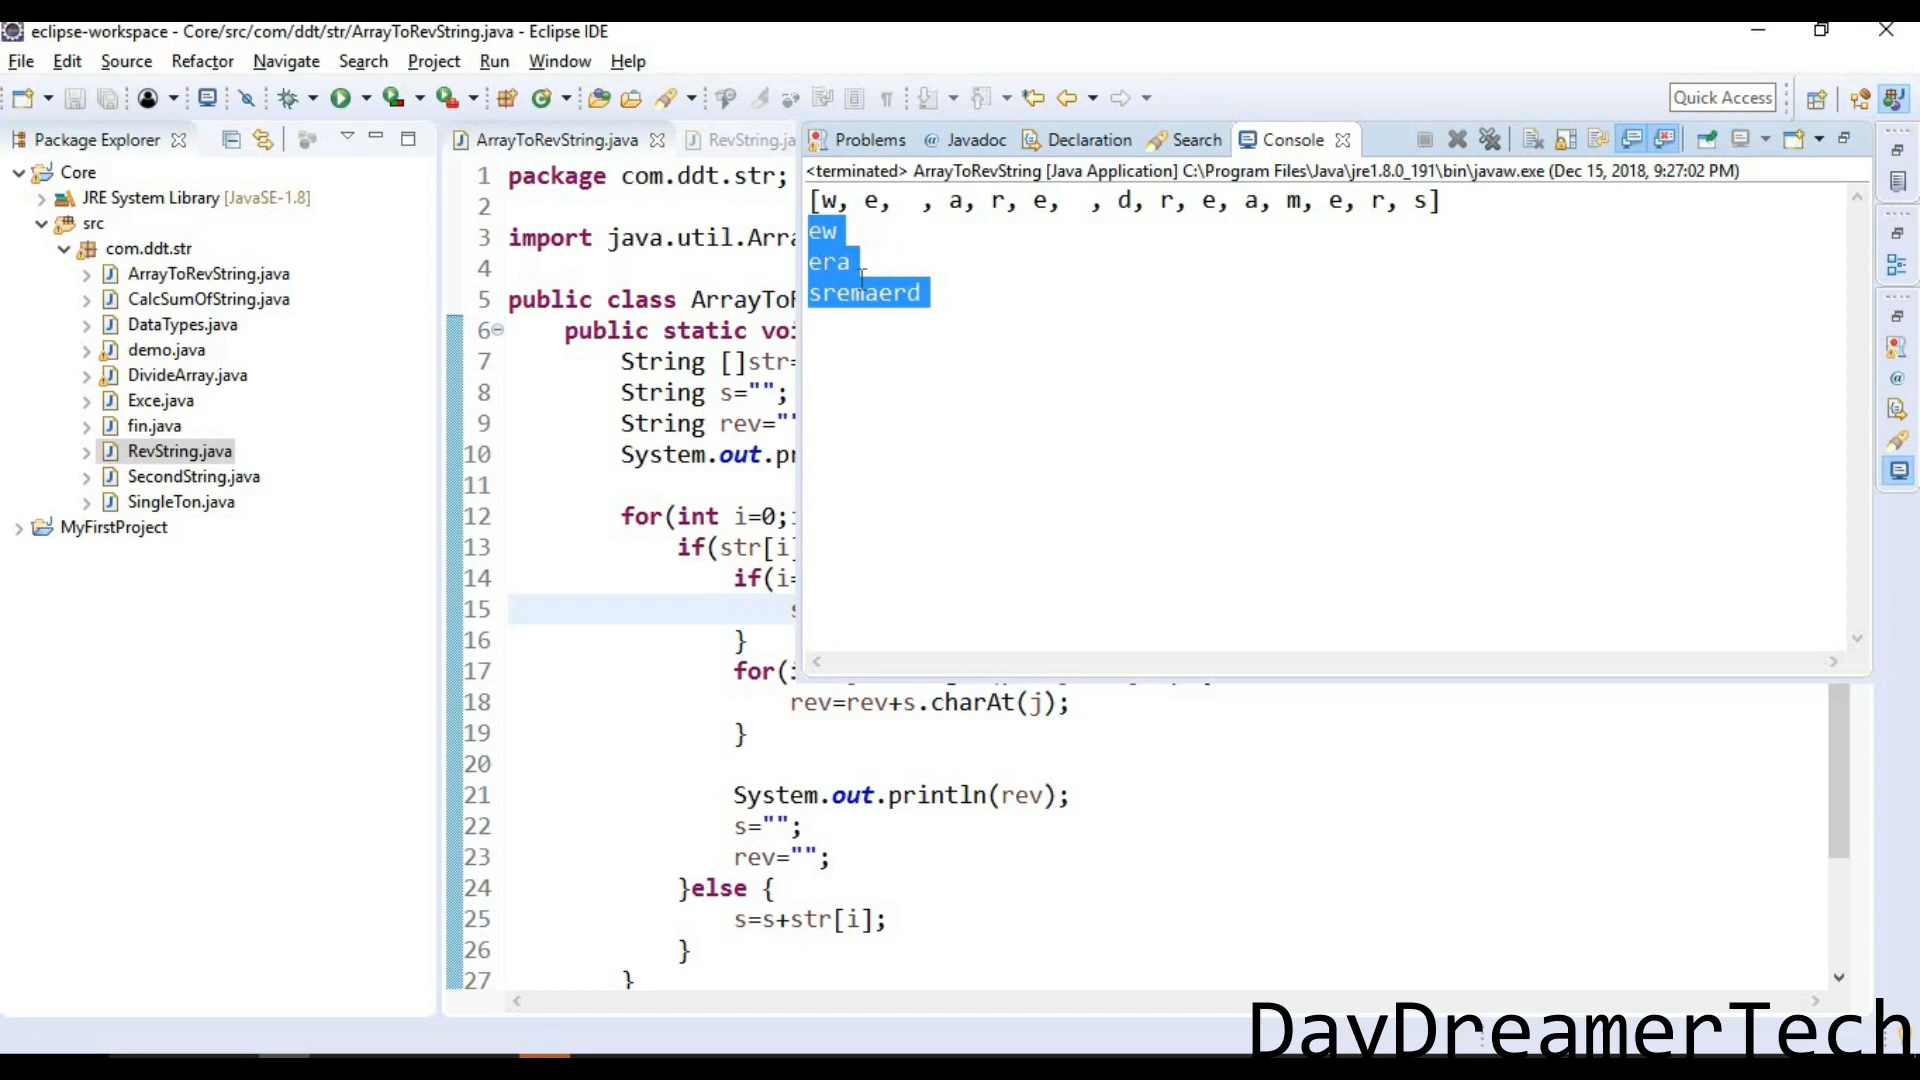 eclipse-workspace - Core/src/com/ddt/str/ArrayToRevString.java - Eclipse IDE
File Edit Source Refactor Navigate Search Project Run Window Help
Quick Access
Package Explorer
Core
JRE System Library [JavaSE-1.8]
src
com.ddt.str
ArrayToRevString.java
CalcSumOfString.java
DataTypes.java
demo.java
DivideArray.java
Exce.java
fin.java
RevString.java
SecondString.java
SingleTon.java
MyFirstProject
ArrayToRevString.java RevString.ja
1 package com.ddt.str;
2
3 import java.util.Arra
4
5 public class ArrayToR
6 public static voi
7 String []str=
8 String s="";
9 String rev=""
10 System.out.pr
11
12 for(int i=0;i
13 if(str[i]
14 if(i=
15 s
16 }
17 for(i
18 rev=rev+s.charAt(j);
19 }
20
21 System.out.println(rev);
22 s="";
23 rev="";
24 }else {
25 s=s+str[i];
26 }
27 }
Problems @ Javadoc Declaration Search Console
<terminated> ArrayToRevString [Java Application] C:\Program Files\Java\jre1.8.0_191\bin\javaw.exe (Dec 15, 2018, 9:27:02 PM)
[w, e,  , a, r, e,  , d, r, e, a, m, e, r, s]
ew
era
sremaerd
DayDreamerTech